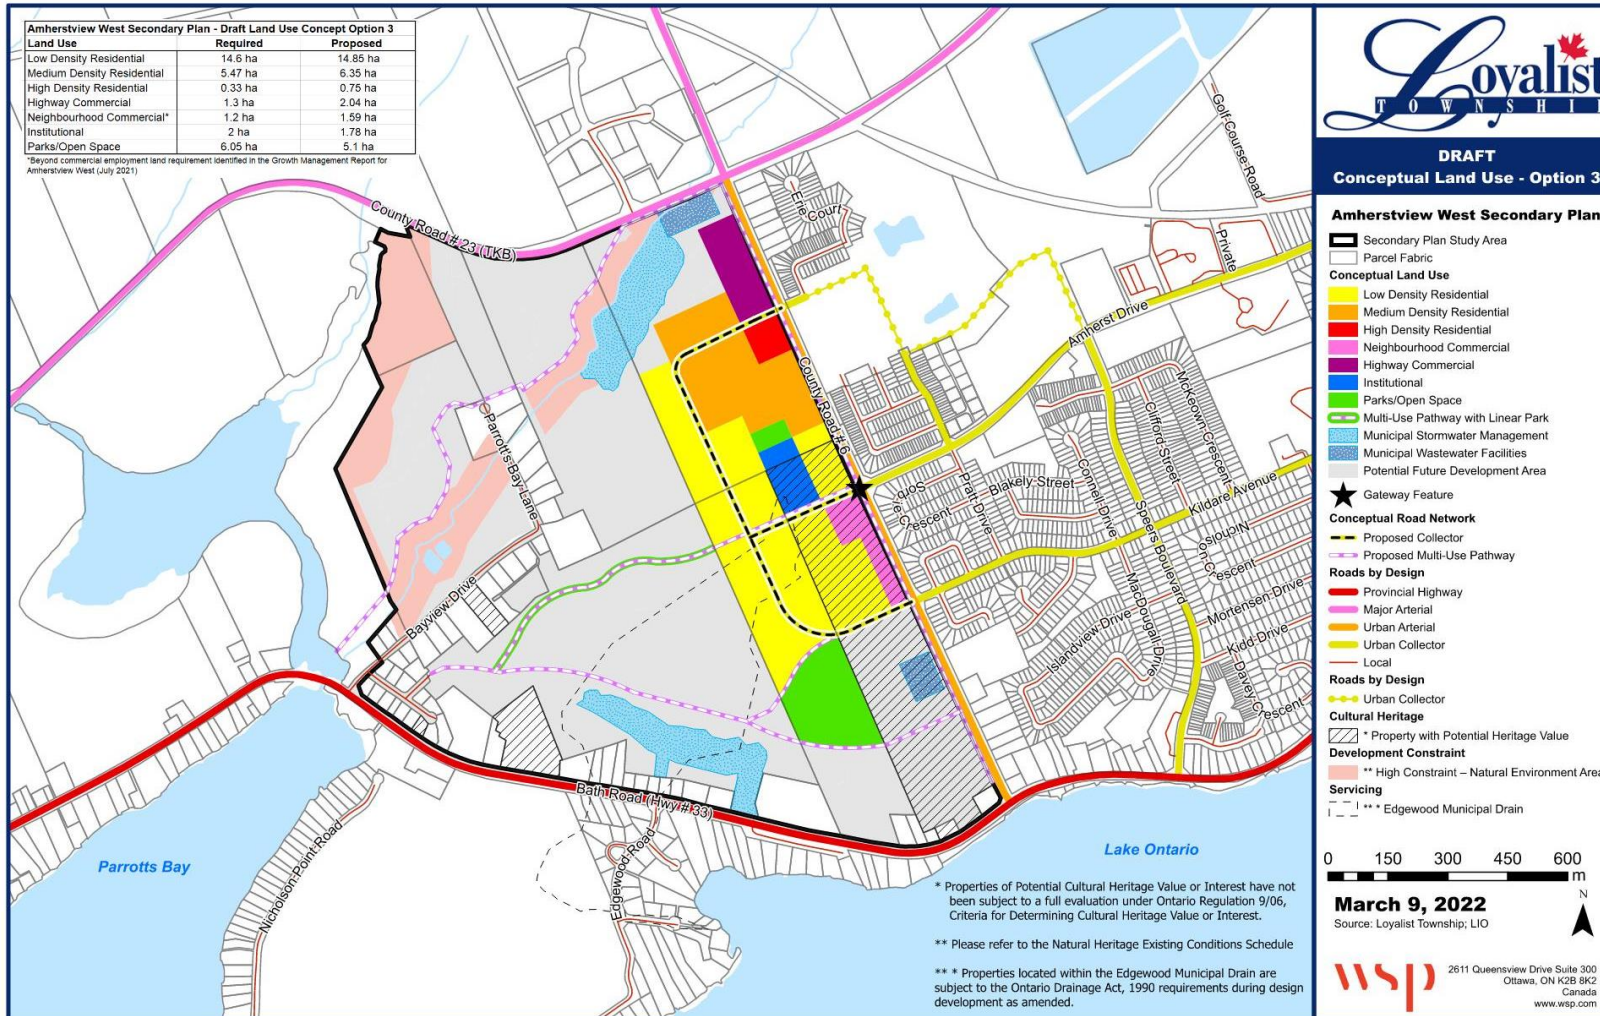 Amherstview West Secondary Plan - Draft Land Use Concept Option 3
Land Use Required Proposed
Low Density Residential 14.6 ha 14.85 ha
Medium Density Residential 5.47 ha 6.35 ha
High Density Residential 0.33 ha 0.75 ha
Highway Commercial 1.3 ha 2.04 ha
Neighbourhood Commercial* 1.2 ha 1.59 ha
Institutional 2 ha 1.78 ha
Parks/Open Space 6.05 ha 5.1 ha
*Beyond commercial employment land requirement identified in the Growth Management Report for
Amherstview West (July 2021)
County Road # 23 (TKB)
Erie Court
Golf-Course-Road
Private
Amherst Drive
County Road # 6
McKeown-Crescent
Clifford-Street
Parrott's-Bay-Lane
Pratt-Drive
Blakely Street
Connell-Drive
Speers-Boulevard
Kildare Avenue
Bayview-Drive
MacDougall-Drive
Mortensen-Drive
Kidd-Drive
Islandview-Drive
Davey Crescent
Bath Road (Hwy # 33)
Nicholson-Point-Road
Edgewood-Road
Parrotts Bay
Lake Ontario
* Properties of Potential Cultural Heritage Value or Interest have not
been subject to a full evaluation under Ontario Regulation 9/06,
Criteria for Determining Cultural Heritage Value or Interest.
** Please refer to the Natural Heritage Existing Conditions Schedule
** * Properties located within the Edgewood Municipal Drain are
subject to the Ontario Drainage Act, 1990 requirements during design
development as amended.
Loyalist
TOWNSHI
DRAFT
Conceptual Land Use - Option 3
Amherstview West Secondary Plan
Secondary Plan Study Area
Parcel Fabric
Conceptual Land Use
Low Density Residential
Medium Density Residential
High Density Residential
Neighbourhood Commercial
Highway Commercial
Institutional
Parks/Open Space
Multi-Use Pathway with Linear Park
Municipal Stormwater Management
Municipal Wastewater Facilities
Potential Future Development Area
Gateway Feature
Conceptual Road Network
Proposed Collector
Proposed Multi-Use Pathway
Roads by Design
Provincial Highway
Major Arterial
Urban Arterial
Urban Collector
Local
Roads by Design
Urban Collector
Cultural Heritage
* Property with Potential Heritage Value
Development Constraint
** High Constraint – Natural Environment Area
Servicing
** * Edgewood Municipal Drain
0 150 300 450 600
m
N
March 9, 2022
Source: Loyalist Township; LIO
wsp
2611 Queensview Drive Suite 300
Ottawa, ON K2B 8K2
Canada
www.wsp.com